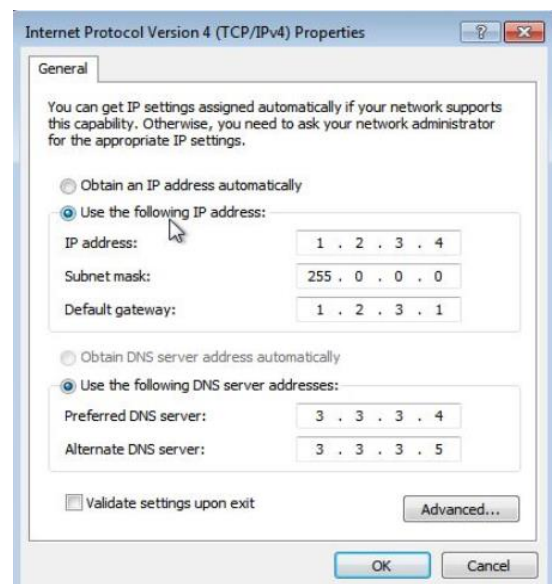 Internet Protocol Version 4 (TCP/IPv4) Properties
General
You can get IP settings assigned automatically if your network supports
this capability. Otherwise, you need to ask your network administrator
for the appropriate IP settings.
Obtain an IP address automatically
Use the following IP address:
IP address: 1 . 2 . 3 . 4
Subnet mask: 255 . 0 . 0 . 0
Default gateway: 1 . 2 . 3 . 1
Obtain DNS server address automatically
Use the following DNS server addresses:
Preferred DNS server: 3 . 3 . 3 . 4
Alternate DNS server: 3 . 3 . 3 . 5
Validate settings upon exit
Advanced...
OK Cancel